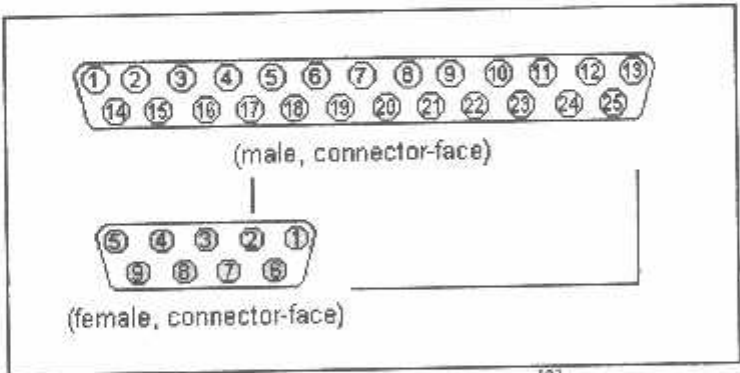 1 2 3 4 5 6 7 8 9 10 11 12 13
14 15 16 17 18 19 20 21 22 23 24 25
(male, connector-face)
5 4 3 2 1
9 8 7 6
(female, connector-face)